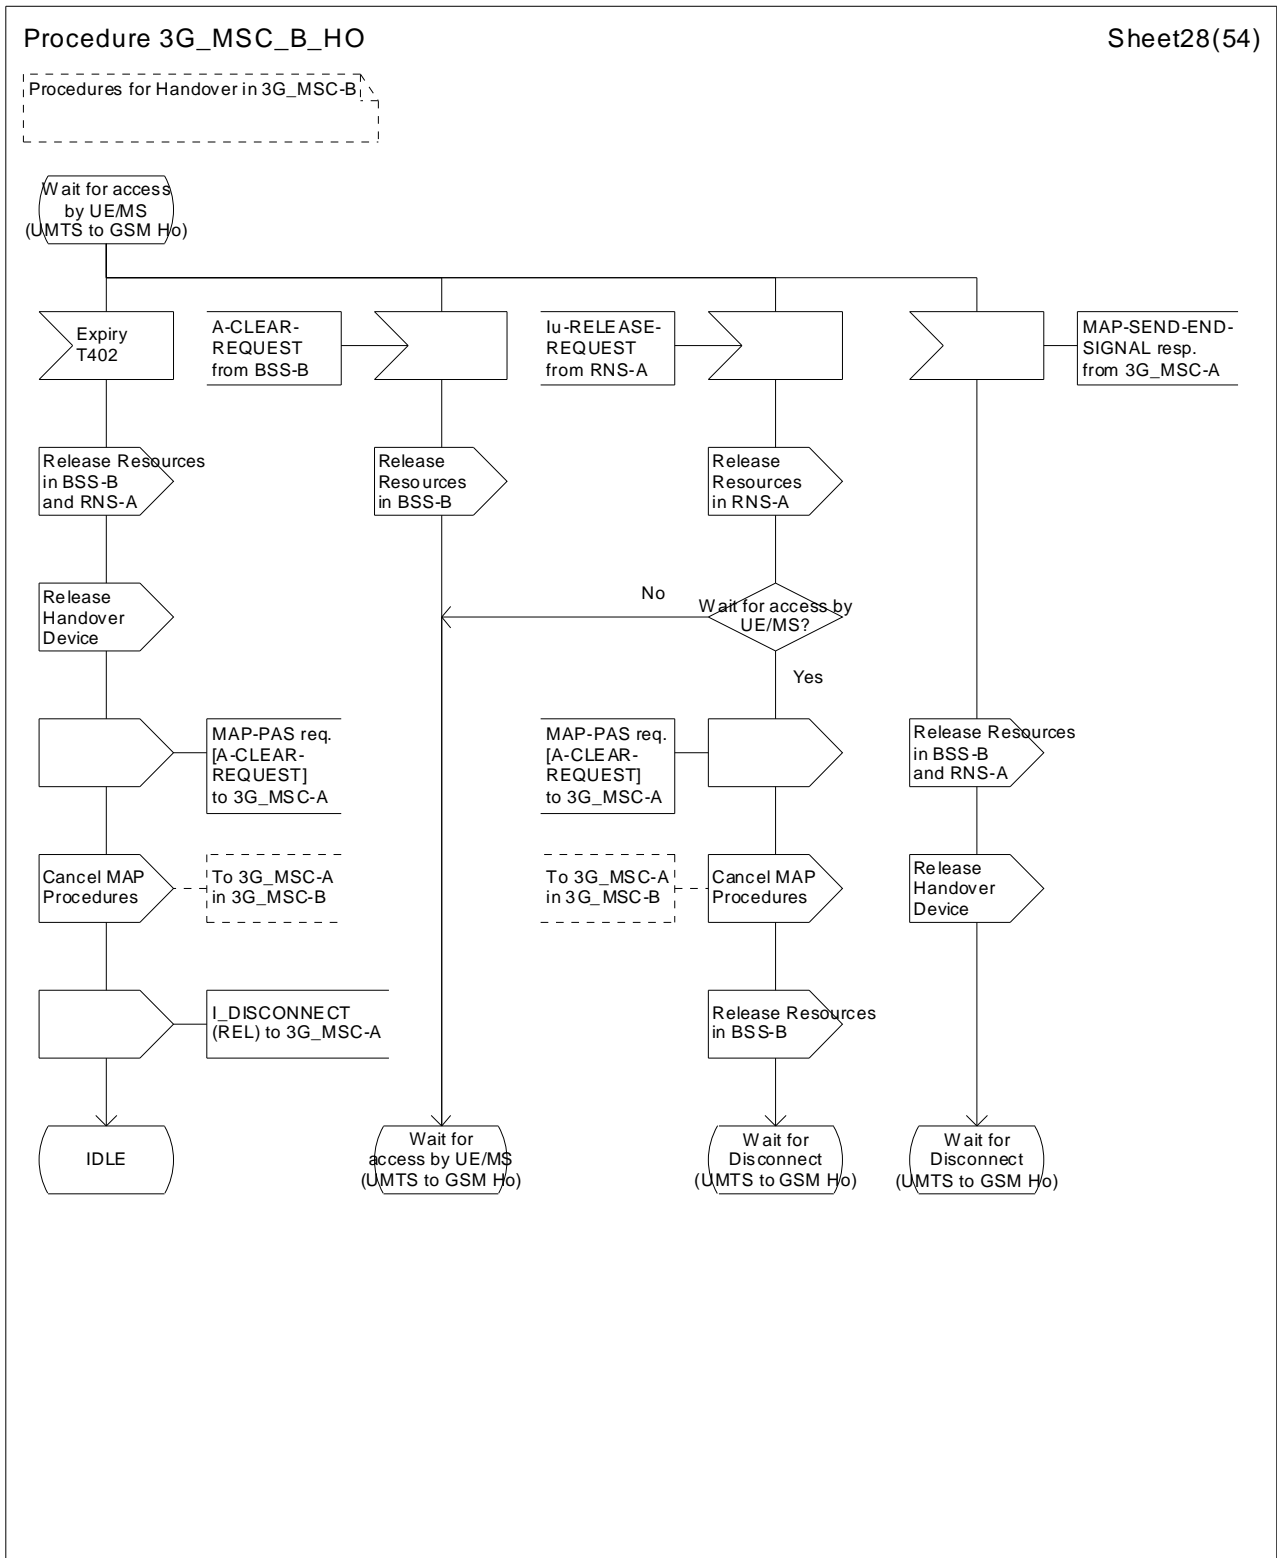 Procedure 3G_MSC_B_HO
Sheet28(54)
Procedures for Handover in 3G_MSC-B
Wait for access
by UE/MS
(UMTS to GSM Ho)
Expiry
T402
A-CLEAR-
REQUEST
from BSS-B
Iu-RELEASE-
REQUEST
from RNS-A
MAP-SEND-END-
SIGNAL resp.
from 3G_MSC-A
Release Resources
in BSS-B
and RNS-A
Release
Resources
in BSS-B
Release
Resources
in RNS-A
Release
Handover
Device
No
Wait for access by
UE/MS?
Yes
MAP-PAS req.
[A-CLEAR-
REQUEST]
to 3G_MSC-A
MAP-PAS req.
[A-CLEAR-
REQUEST]
to 3G_MSC-A
Release Resources
in BSS-B
and RNS-A
Cancel MAP
Procedures
To 3G_MSC-A
in 3G_MSC-B
To 3G_MSC-A
in 3G_MSC-B
Cancel MAP
Procedures
Release
Handover
Device
I_DISCONNECT
(REL) to 3G_MSC-A
Release Resources
in BSS-B
IDLE
Wait for
access by UE/MS
(UMTS to GSM Ho)
Wait for
Disconnect
(UMTS to GSM Ho)
Wait for
Disconnect
(UMTS to GSM Ho)